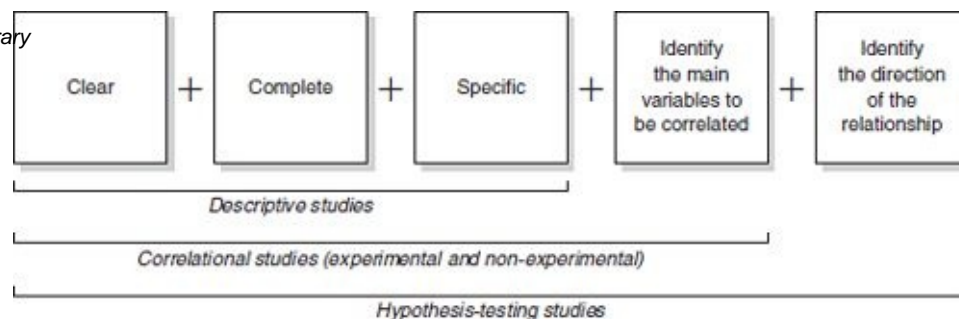 Clear
+
Complete
+
Specific
+
Identify
the main
variables to
be correlated
+
Identify
the direction
of the
relationship
Descriptive studies
Correlational studies (experimental and non-experimental)
Hypothesis-testing studies